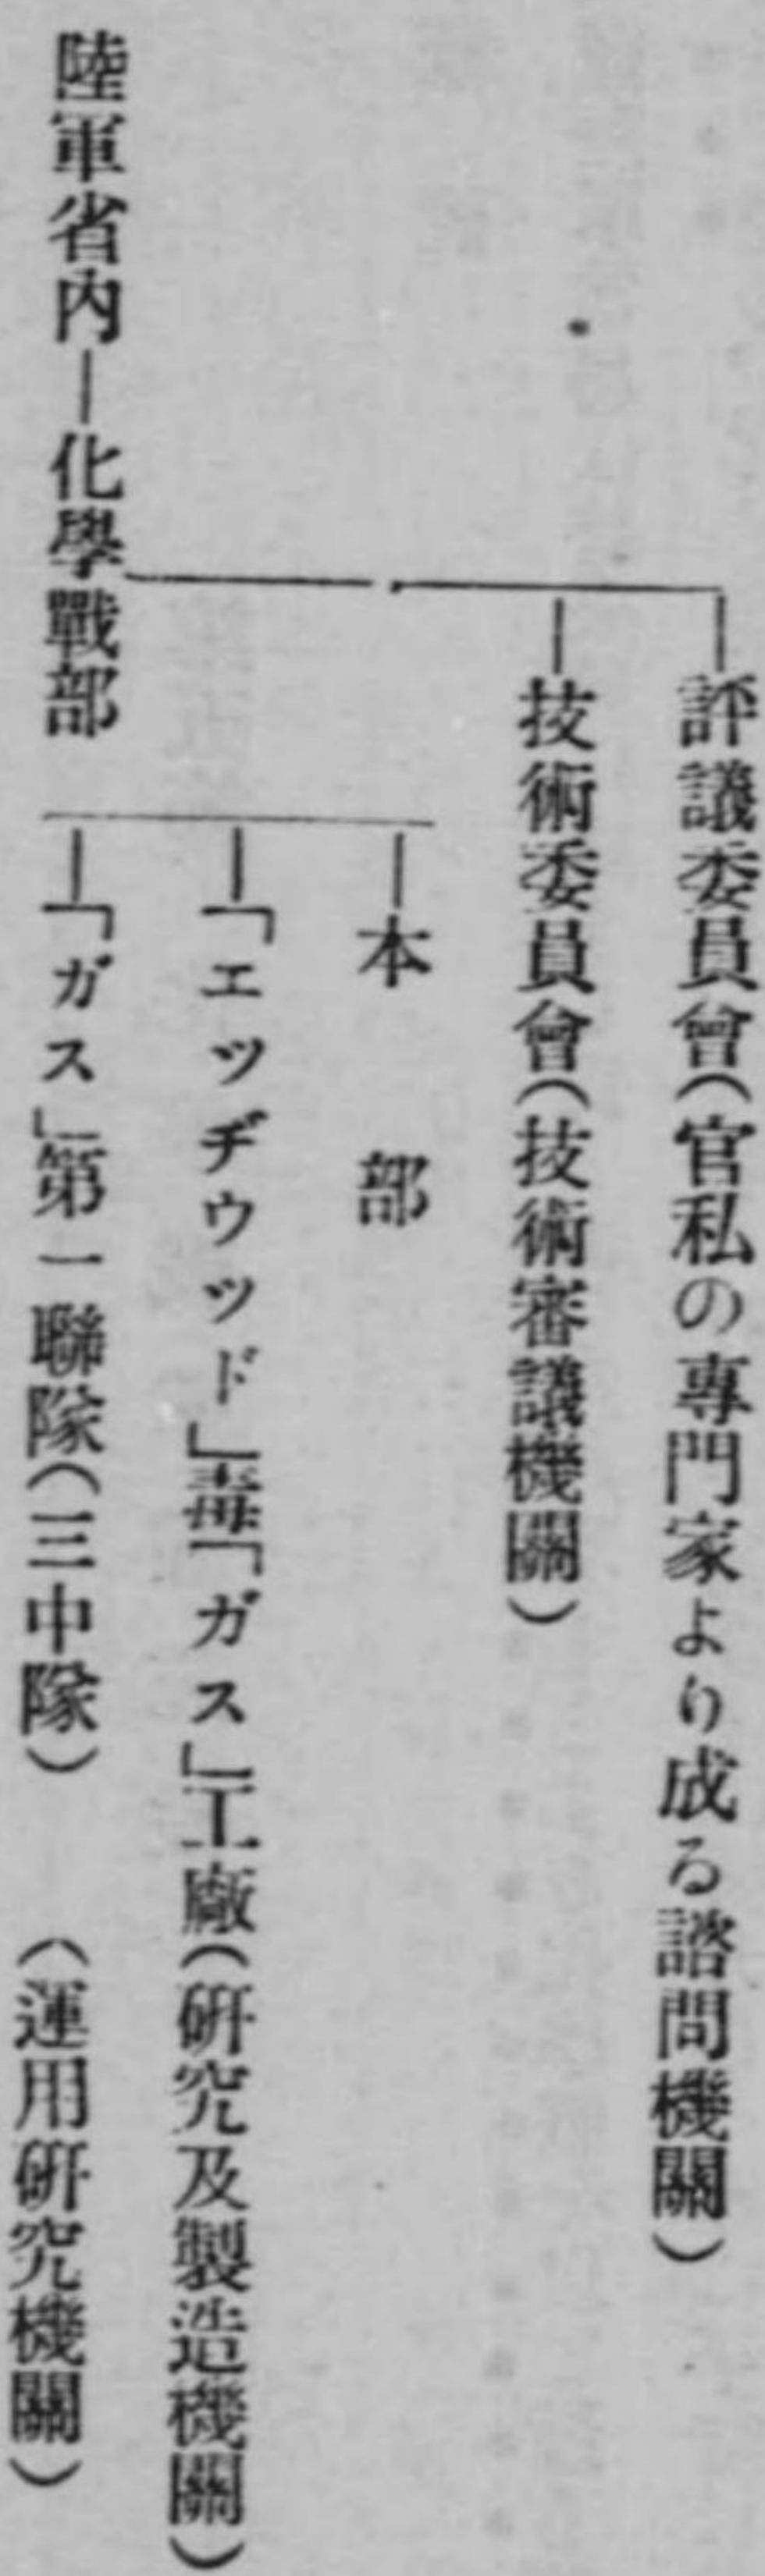 評議委員會（官私の專門家より成る諮問機關）
技術委員會（技術審議機關）
本部
「エッヂウッド」毒「ガス」工廠（硏究及製造機關）
陸軍省內—化學戰部
「ガス」第一聯隊（三中隊）（運用硏究機關）